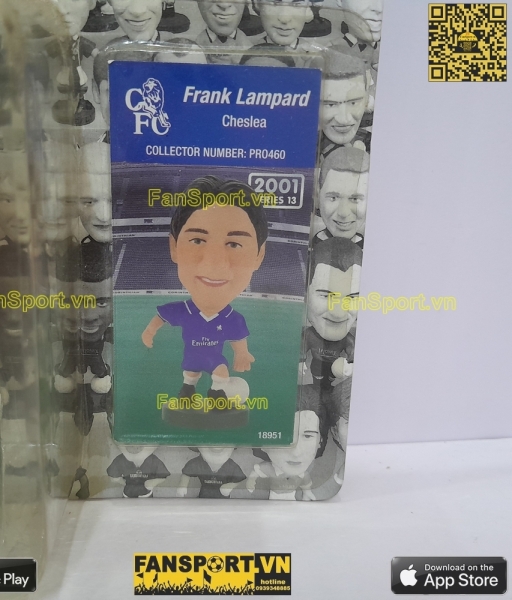 CFC
Frank Lampard
Cheslea
COLLECTOR NUMBER: PRO460
2001
SERIES 13
FanSport.vn
FanSport.vn
FanSport.vn
Fly
Emirates
FanSport.vn
18951
Play
FANSPORT.VN
hotline
0939346885
Download on the
App Store